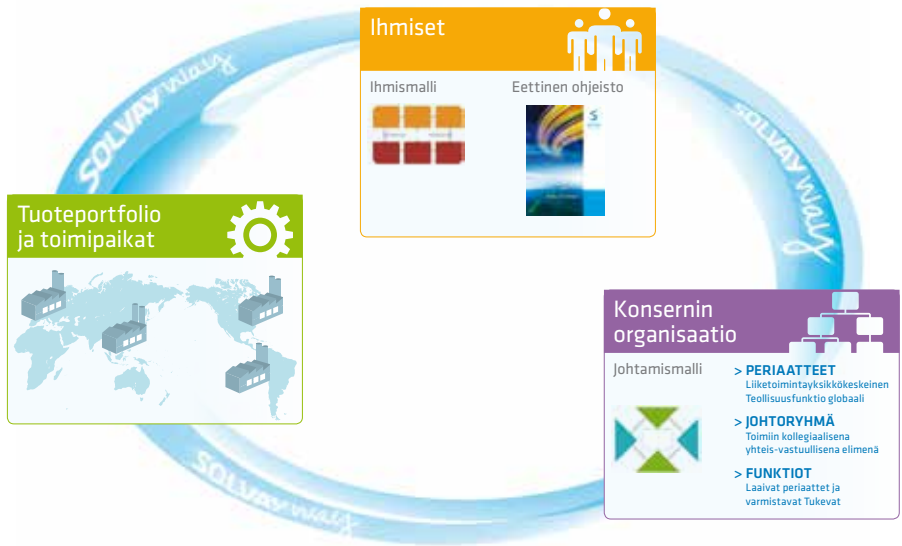 Ihmiset
Ihmismalli
Eettinen ohjeisto
SOLVAY way
SOLVAY way
Tuoteportfolio
ja toimipaikat
Konsernin
organisaatio
Johtamismalli
> PERIAATTEET
Liiketoimintayksikkökeskeinen
Teollisuusfunktio globaali
> JOHTORYHMÄ
Toimiin kollegiaalisena
yhteis-vastuullisena elimenä
> FUNKTIOT
Laaivat periaattet ja
varmistavat Tukevat
SOLVAY way